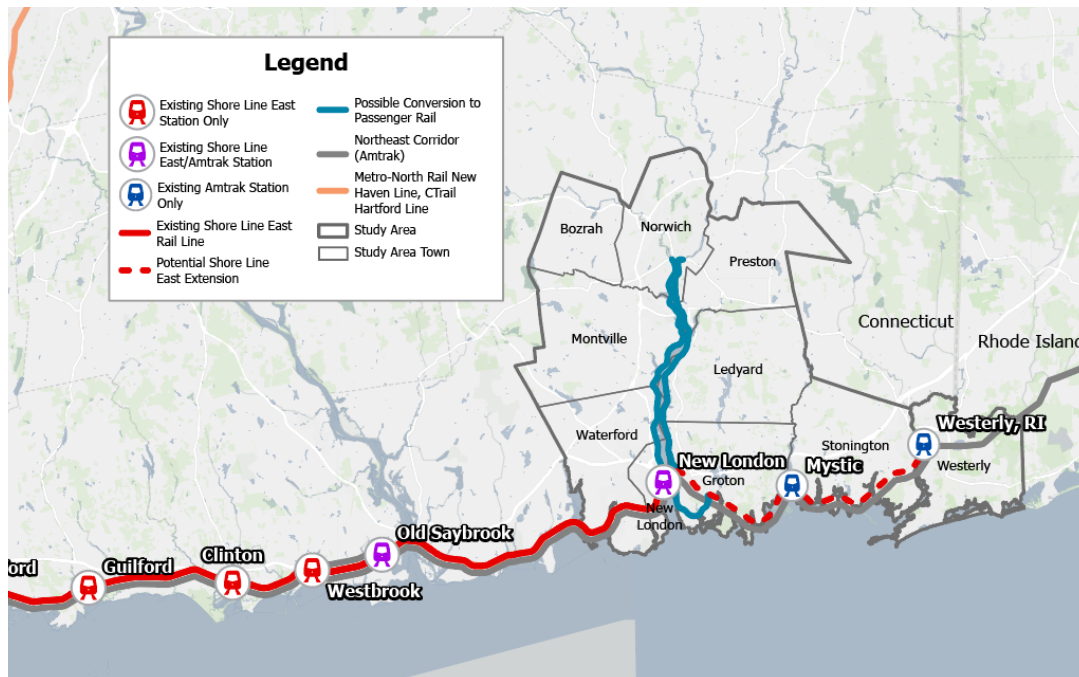 Legend
Existing Shore Line East
Station Only
Existing Shore Line
East/Amtrak Station
Existing Amtrak Station
Only
Existing Shore Line East
Rail Line
Potential Shore Line
East Extension
Possible Conversion to
Passenger Rail
Northeast Corridor
(Amtrak)
Metro-North Rail New
Haven Line, CTrail
Hartford Line
Study Area
Study Area Town
Bozrah
Norwich
Preston
Montville
Ledyard
Connecticut
Rhode Island
Waterford
Stonington
Westerly, RI
Westerly
New London
Groton
Mystic
New
London
Old Saybrook
Westbrook
Clinton
Guilford
ord